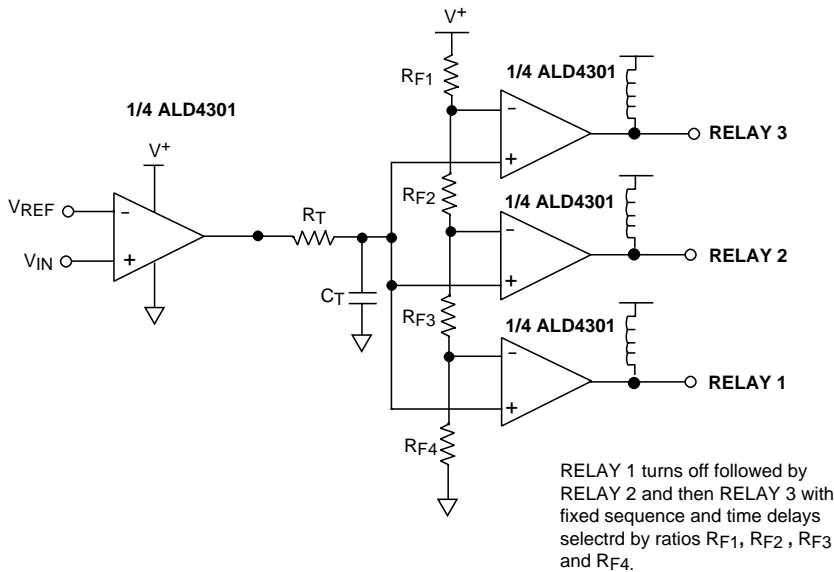 V+
RF1
1/4 ALD4301
1/4 ALD4301
V+
RELAY 3
VREF
VIN
RT
RF2
1/4 ALD4301
CT
RELAY 2
RF3
1/4 ALD4301
RELAY 1
RF4
RELAY 1 turns off followed by
RELAY 2 and then RELAY 3 with
fixed sequence and time delays
selectrd by ratios RF1, RF2 , RF3
and RF4.